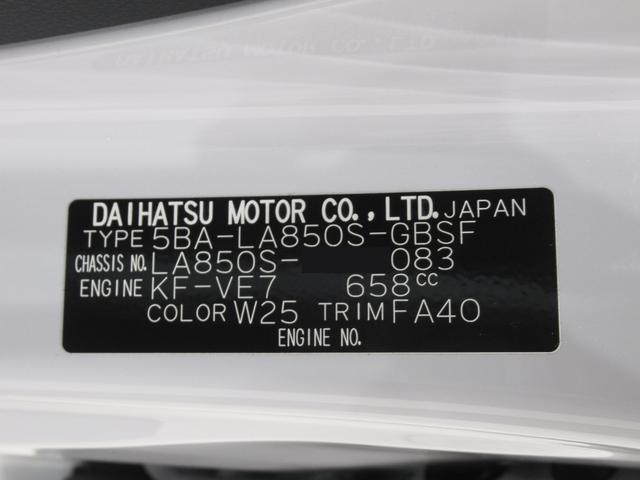 DAIHATSU MOTOR CO., LTD. JAPAN
TYPE 5BA-LA850S-GBSF
CHASSIS NO. LA850S- 083
ENGINE KF-VE7 658cc
COLOR W25 TRIM FA40
ENGINE NO.